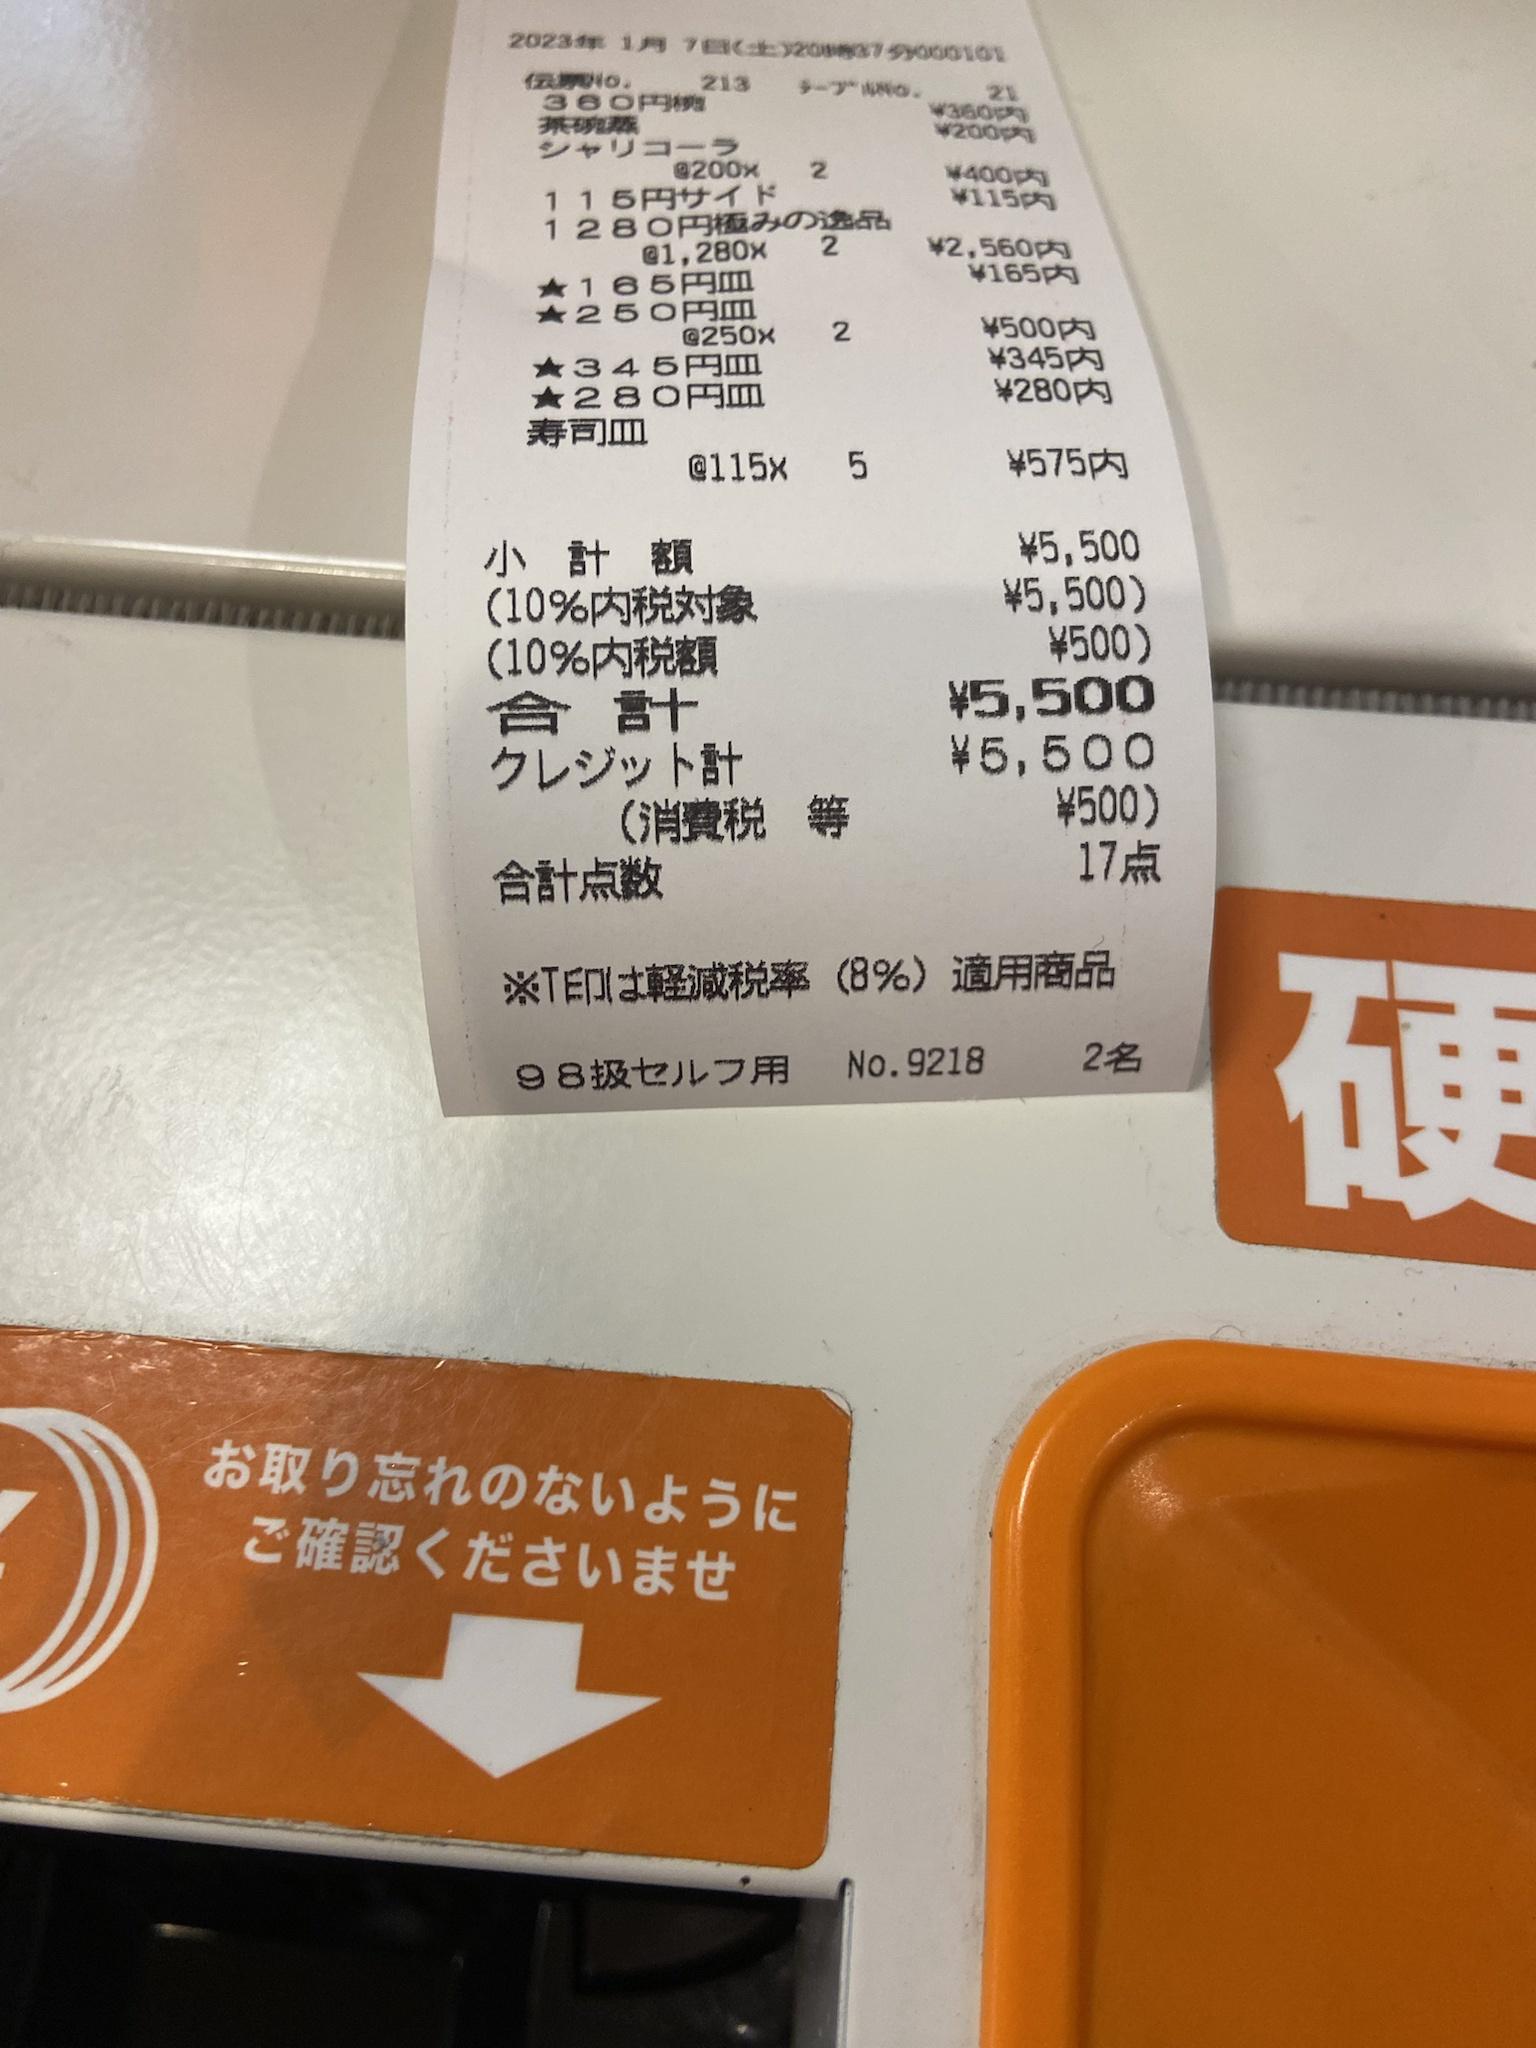 2023年 1月 7日(土)20時37分000101
伝票No. 213 テーブルNo. 21
360円椀 ¥360内
茶碗蒸 ¥200内
シャリコーラ
@200x 2 ¥400内
115円サイド ¥115内
1280円極みの逸品
@1,280x 2 ¥2,560内
★165円皿 ¥165内
★250円皿
@250x 2 ¥500内
★345円皿 ¥345内
★280円皿 ¥280内
寿司皿
@115x 5 ¥575内
小計額 ¥5,500
(10%内税対象 ¥5,500)
(10%内税額 ¥500)
合計 ¥5,500
クレジット計 ¥5,500
(消費税 等 ¥500)
合計点数 17点
※TE印は軽減税率(8%)適用商品
98扱セルフ用 No.9218 2名
硬
お取り忘れのないように
ご確認くださいませ